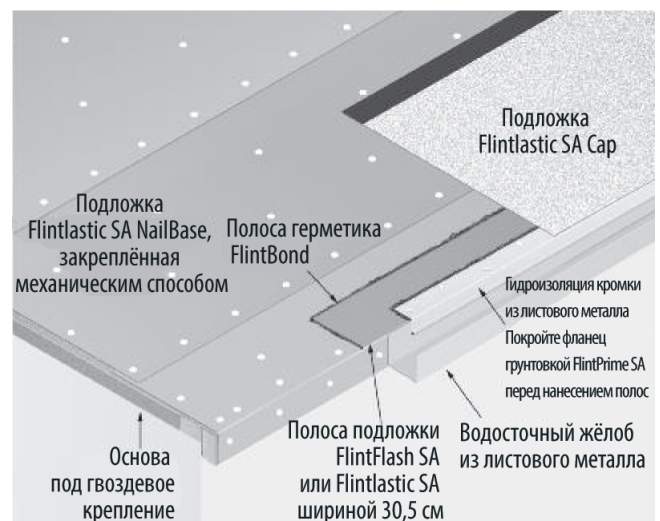 Подложка
Flintlastic SA Cap
Подложка
Flintlastic SA NailBase,
закреплённая
механическим способом
Полоса герметика
FlintBond
Гидроизоляция кромки
из листового металла
Покройте фланец
грунтовкой FlintPrime SA
перед нанесением полос
Основа
под гвоздевое
крепление
Полоса подложки
FlintFlash SA
или Flintlastic SA
шириной 30,5 см
Водосточный жёлоб
из листового металла